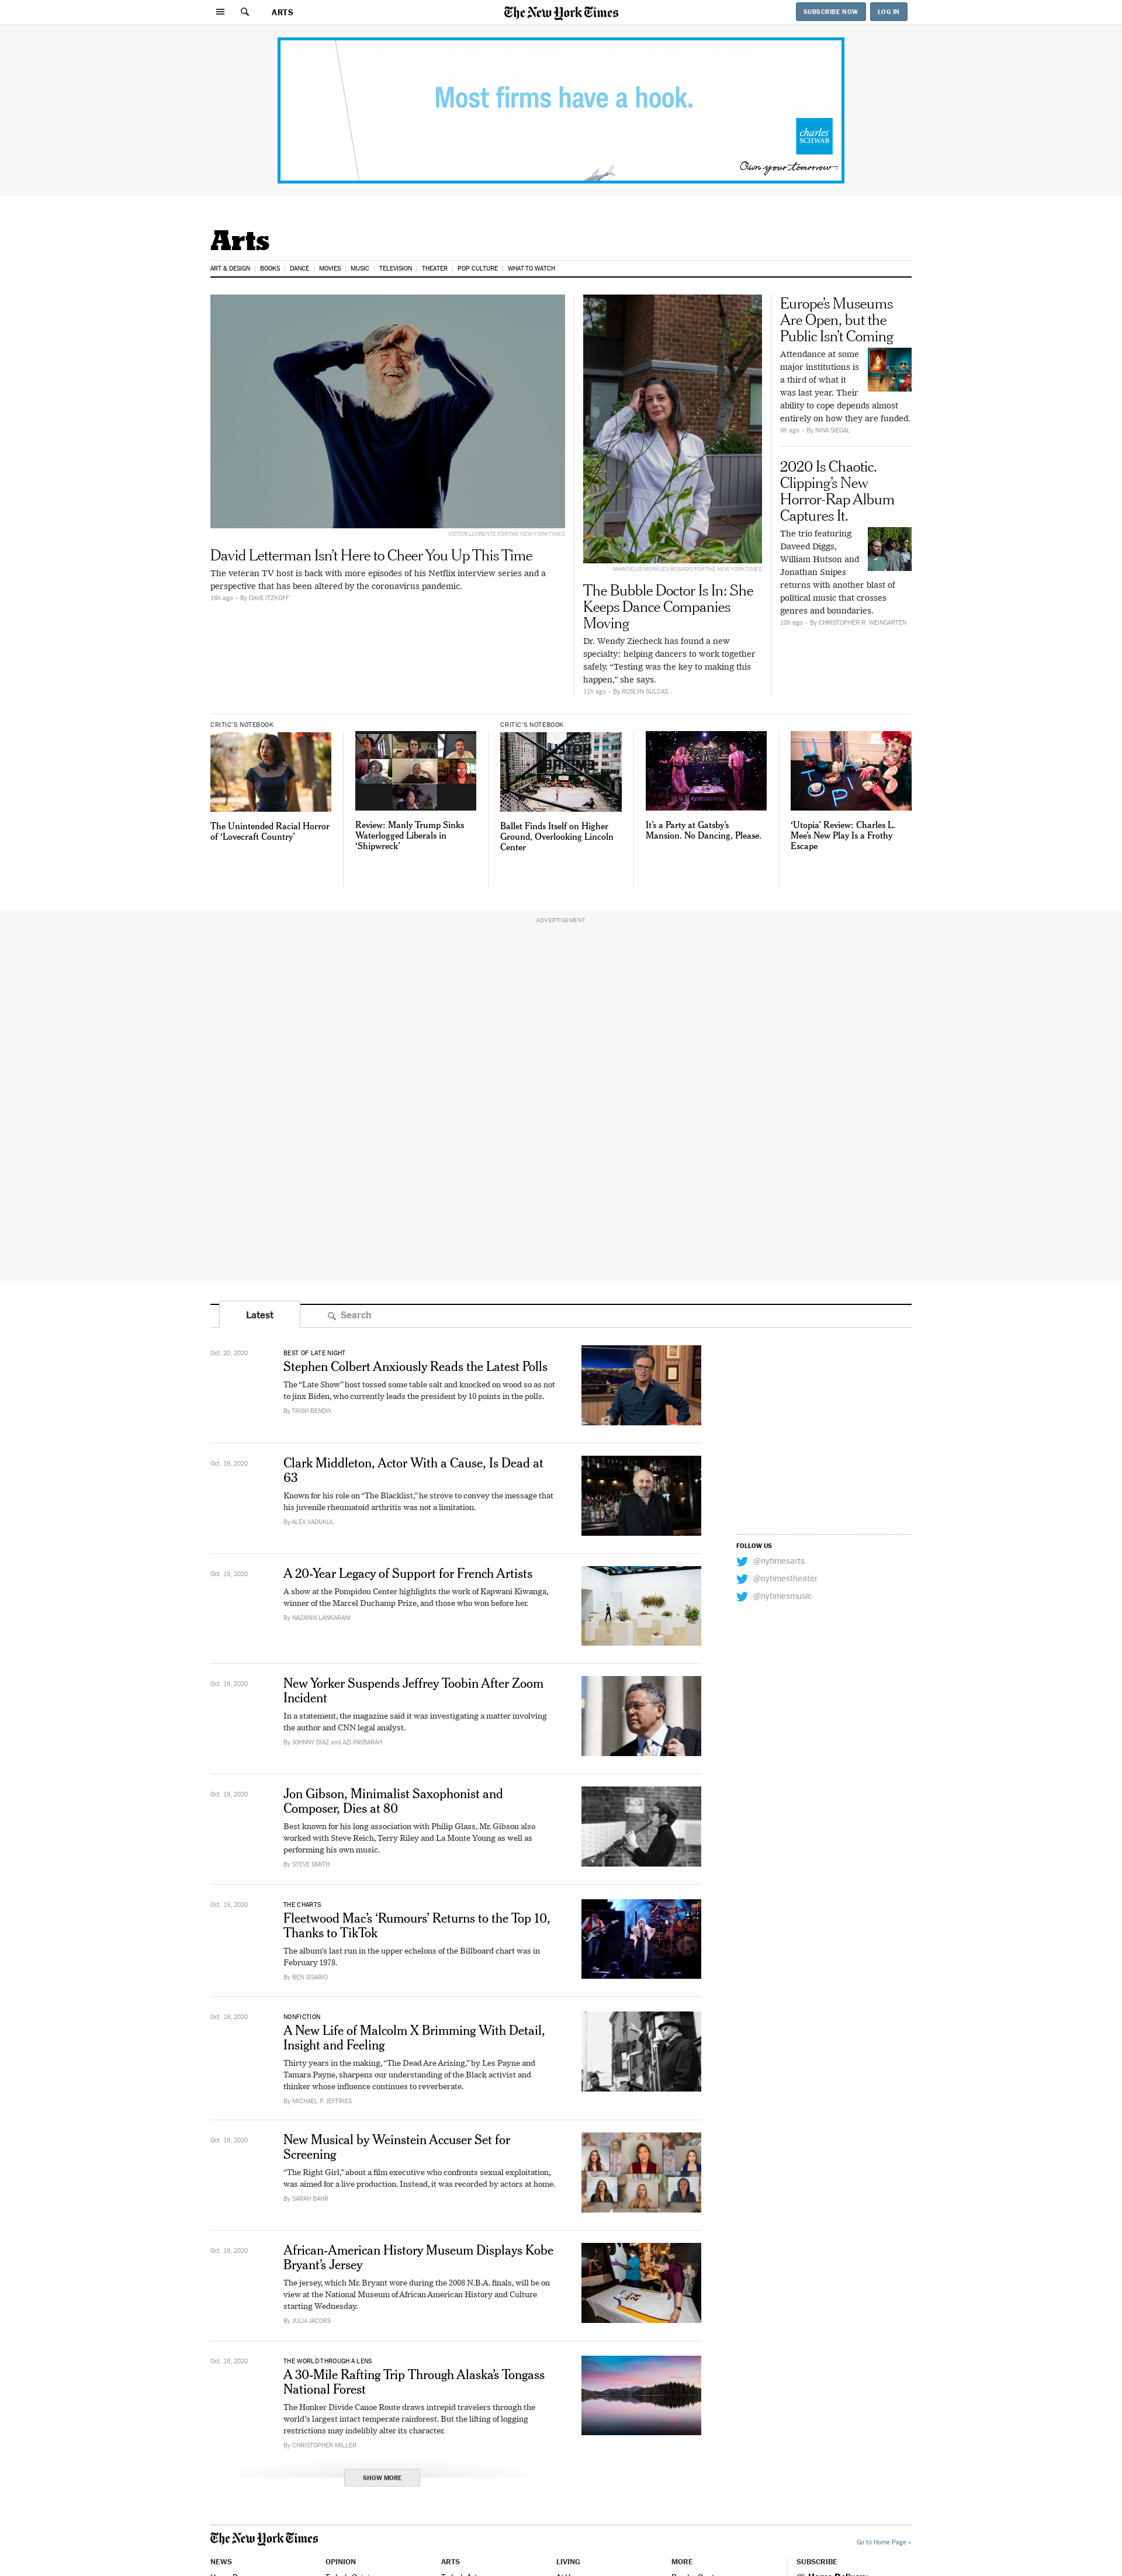 ARTS
The New York Times
SUBSCRIBE NOW
LOG IN
Most firms have a hook.
charles
SCHWAB
Own your tomorrow
Arts
ART & DESIGN
BOOKS
DANCE
MOVIES
MUSIC
TELEVISION
THEATER
POP CULTURE
WHAT TO WATCH
VICTOR LLORENTE FOR THE NEW YORK TIMES
David Letterman Isn’t Here to Cheer You Up This Time
The veteran TV host is back with more episodes of his Netflix interview series and a
perspective that has been altered by the coronavirus pandemic.
16h ago • By DAVE ITZKOFF
MARIDELIS MORALES ROSADO FOR THE NEW YORK TIMES
The Bubble Doctor Is In: She
Keeps Dance Companies
Moving
Dr. Wendy Ziecheck has found a new
specialty: helping dancers to work together
safely. “Testing was the key to making this
happen,” she says.
11h ago • By ROSLYN SULCAS
Europe’s Museums
Are Open, but the
Public Isn’t Coming
Attendance at some
major institutions is
a third of what it
was last year. Their
ability to cope depends almost
entirely on how they are funded.
9h ago • By NINA SIEGAL
2020 Is Chaotic.
Clipping’s New
Horror-Rap Album
Captures It.
The trio featuring
Daveed Diggs,
William Hutson and
Jonathan Snipes
returns with another blast of
political music that crosses
genres and boundaries.
10h ago • By CHRISTOPHER R. WEINGARTEN
CRITIC’S NOTEBOOK
The Unintended Racial Horror
of ‘Lovecraft Country’
Review: Manly Trump Sinks
Waterlogged Liberals in
‘Shipwreck’
CRITIC’S NOTEBOOK
Ballet Finds Itself on Higher
Ground, Overlooking Lincoln
Center
It’s a Party at Gatsby’s
Mansion. No Dancing, Please.
‘Utopia’ Review: Charles L.
Mee’s New Play Is a Frothy
Escape
ADVERTISEMENT
Latest
Search
Oct. 20, 2020
BEST OF LATE NIGHT
Stephen Colbert Anxiously Reads the Latest Polls
The “Late Show” host tossed some table salt and knocked on wood so as not
to jinx Biden, who currently leads the president by 10 points in the polls.
By TRISH BENDIX
Oct. 19, 2020
Clark Middleton, Actor With a Cause, Is Dead at
63
Known for his role on “The Blacklist,” he strove to convey the message that
his juvenile rheumatoid arthritis was not a limitation.
By ALEX VADUKUL
Oct. 19, 2020
A 20-Year Legacy of Support for French Artists
A show at the Pompidou Center highlights the work of Kapwani Kiwanga,
winner of the Marcel Duchamp Prize, and those who won before her.
By NAZANIN LANKARANI
Oct. 19, 2020
New Yorker Suspends Jeffrey Toobin After Zoom
Incident
In a statement, the magazine said it was investigating a matter involving
the author and CNN legal analyst.
By JOHNNY DIAZ and AZI PAYBARAH
Oct. 19, 2020
Jon Gibson, Minimalist Saxophonist and
Composer, Dies at 80
Best known for his long association with Philip Glass, Mr. Gibson also
worked with Steve Reich, Terry Riley and La Monte Young as well as
performing his own music.
By STEVE SMITH
Oct. 19, 2020
THE CHARTS
Fleetwood Mac’s ‘Rumours’ Returns to the Top 10,
Thanks to TikTok
The album’s last run in the upper echelons of the Billboard chart was in
February 1978.
By BEN SISARIO
Oct. 19, 2020
NONFICTION
A New Life of Malcolm X Brimming With Detail,
Insight and Feeling
Thirty years in the making, “The Dead Are Arising,” by Les Payne and
Tamara Payne, sharpens our understanding of the Black activist and
thinker whose influence continues to reverberate.
By MICHAEL P. JEFFRIES
Oct. 19, 2020
New Musical by Weinstein Accuser Set for
Screening
“The Right Girl,” about a film executive who confronts sexual exploitation,
was aimed for a live production. Instead, it was recorded by actors at home.
By SARAH BAHR
Oct. 19, 2020
African-American History Museum Displays Kobe
Bryant’s Jersey
The jersey, which Mr. Bryant wore during the 2008 N.B.A. finals, will be on
view at the National Museum of African American History and Culture
starting Wednesday.
By JULIA JACOBS
Oct. 19, 2020
THE WORLD THROUGH A LENS
A 30-Mile Rafting Trip Through Alaska’s Tongass
National Forest
The Honker Divide Canoe Route draws intrepid travelers through the
world’s largest intact temperate rainforest. But the lifting of logging
restrictions may indelibly alter its character.
By CHRISTOPHER MILLER
SHOW MORE
FOLLOW US
@nytimesarts
@nytimestheater
@nytimesmusic
The New York Times
Go to Home Page »
NEWS
OPINION
ARTS
LIVING
MORE
SUBSCRIBE